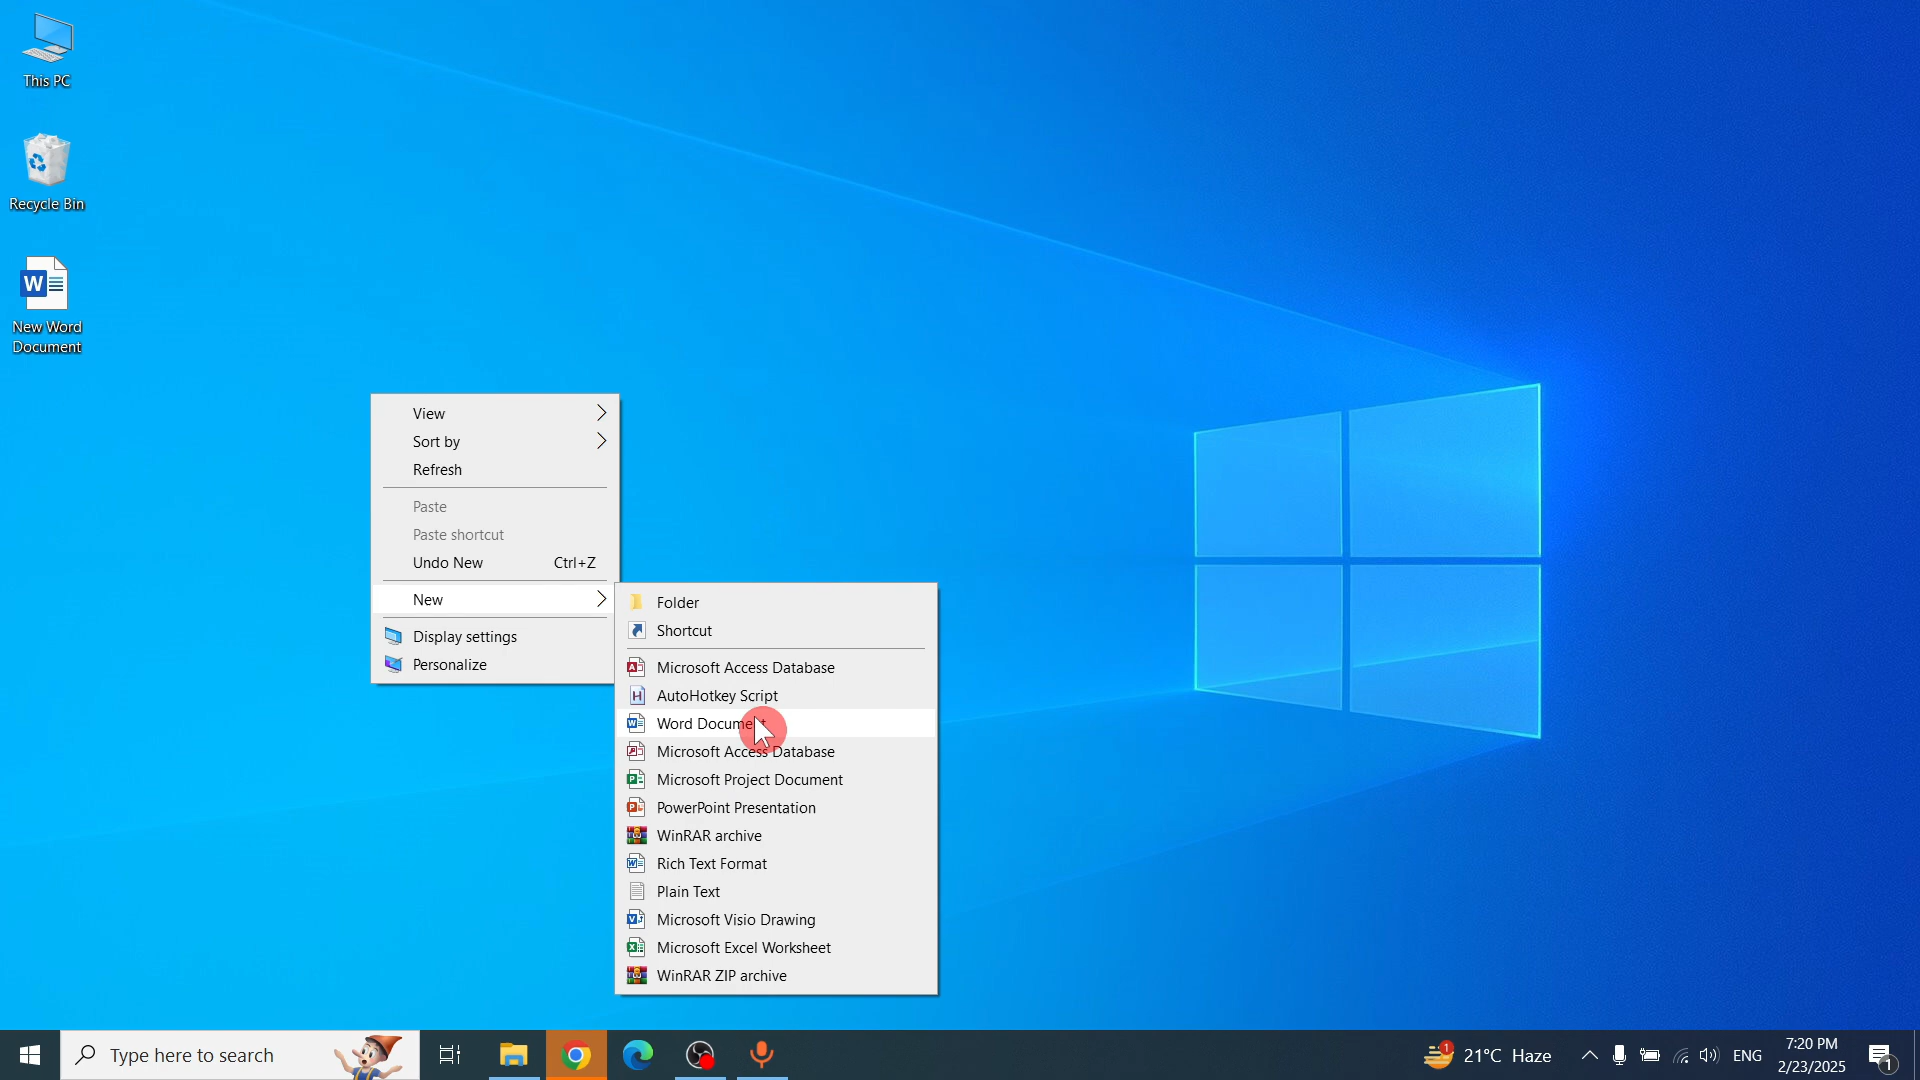 This PC
Recycle Bin
New Word
Document
View
Sort by
Refresh
Paste
Paste shortcut
Undo New Ctrl+Z
New
Display settings
Personalize
Folder
Shortcut
Microsoft Access Database
AutoHotkey Script
Word Document
Microsoft Access Database
Microsoft Project Document
PowerPoint Presentation
WinRAR archive
Rich Text Format
Plain Text
Microsoft Visio Drawing
Microsoft Excel Worksheet
WinRAR ZIP archive
Type here to search
1
21°C Haze
ENG
7:20 PM
2/23/2025
1